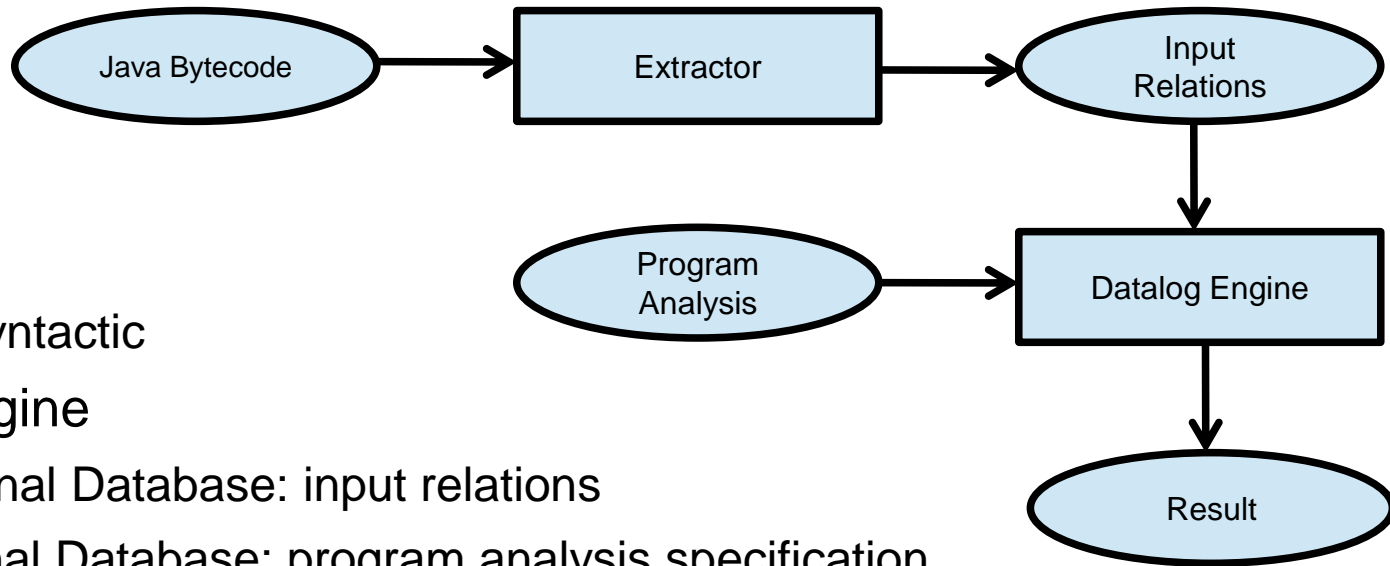 Java Bytecode
Extractor
Input
Relations
Program
Analysis
Datalog Engine
yntactic
gine
nal Database: input relations
nal Database: program analysis specification
Result